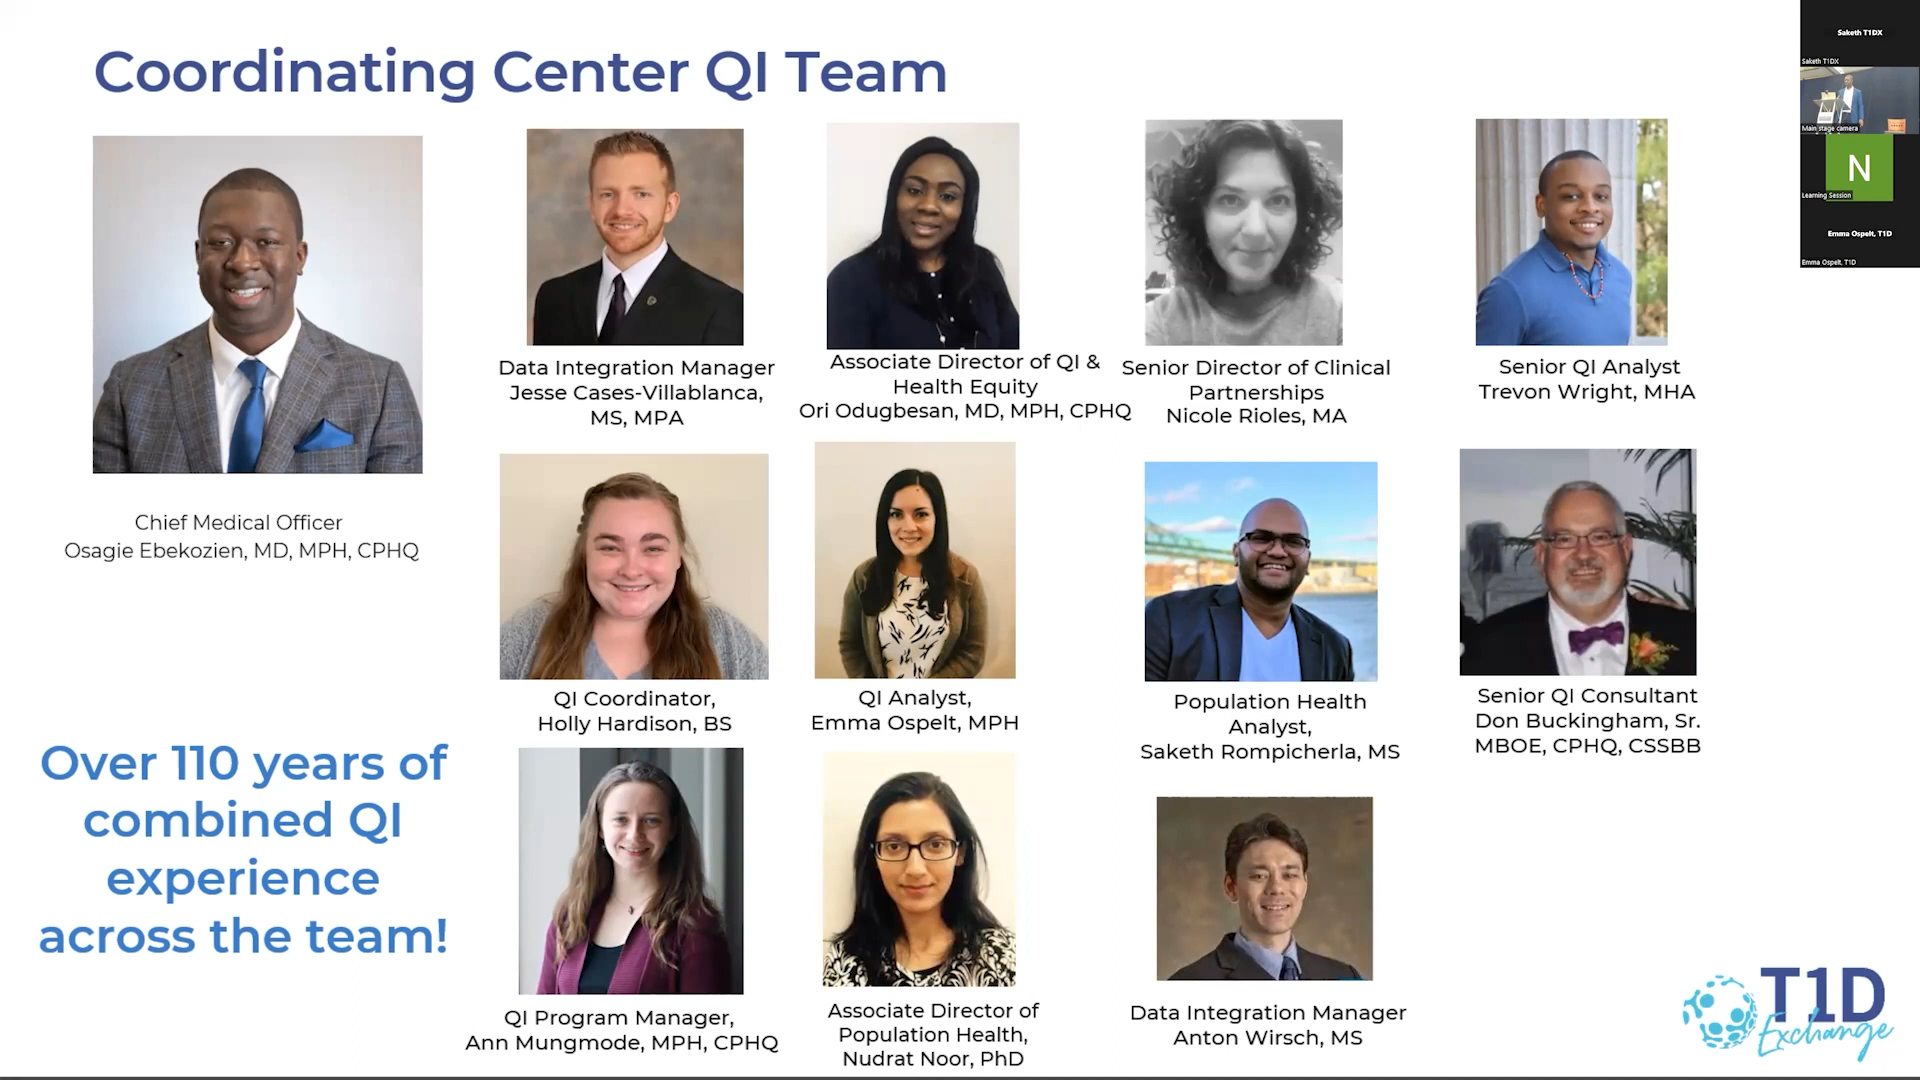 Coordinating Center QI Team
Chief Medical Officer
Osagie Ebekozien, MD, MPH, CPHQ
Data Integration Manager
Jesse Cases-Villablanca,
MS, MPA
Associate Director of QI &
Health Equity
Ori Odugbesan, MD, MPH, CPHQ
Senior Director of Clinical
Partnerships
Nicole Rioles, MA
Senior QI Analyst
Trevon Wright, MHA
QI Coordinator,
Holly Hardison, BS
QI Analyst,
Emma Ospelt, MPH
Population Health
Analyst,
Saketh Rompicherla, MS
Senior QI Consultant
Don Buckingham, Sr.
MBOE, CPHQ, CSSBB
Over 110 years of
combined QI
experience
across the team!
QI Program Manager,
Ann Mungmode, MPH, CPHQ
Associate Director of
Population Health,
Nudrat Noor, PhD
Data Integration Manager
Anton Wirsch, MS
T1D
Exchange
Saketh T1DX
Saketh T1DX
Main stage camera
N
Learning Session
Emma Ospelt, T1D
Emma Ospelt, T1D